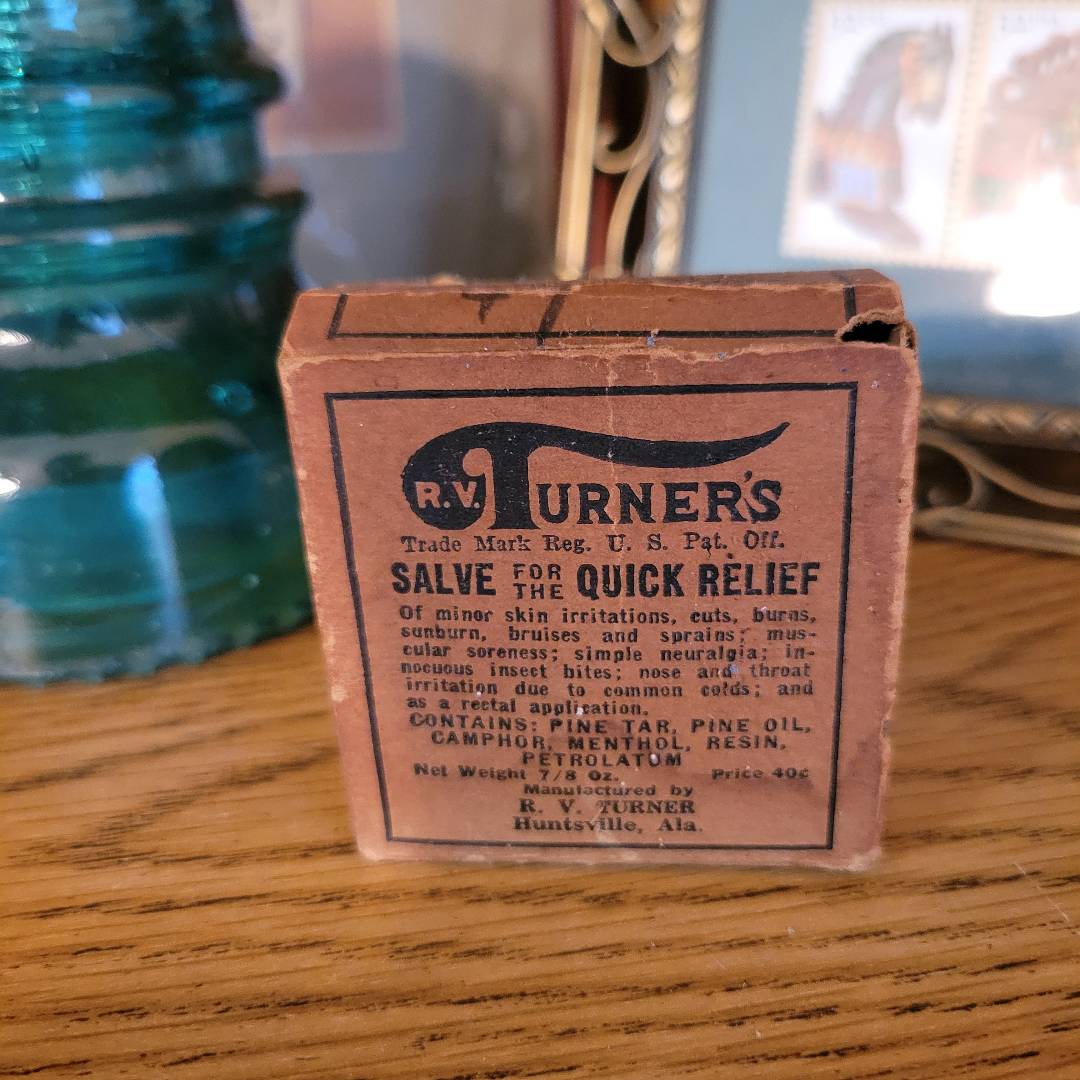 R.V. TURNER'S
Trade Mark Reg. U. S. Pat. Off.
SALVE FOR THE QUICK RELIEF
Of minor skin irritations, cuts, burns,
sunburn, bruises and sprains; mus-
cular soreness; simple neuralgia; in-
nocuous insect bites; nose and throat
irritation due to common colds; and
as a rectal application.
CONTAINS: PINE TAR, PINE OIL,
CAMPHOR, MENTHOL, RESIN,
PETROLATUM
Net Weight 7/8 Oz. Price 40¢
Manufactured by
R. V. TURNER
Huntsville, Ala.